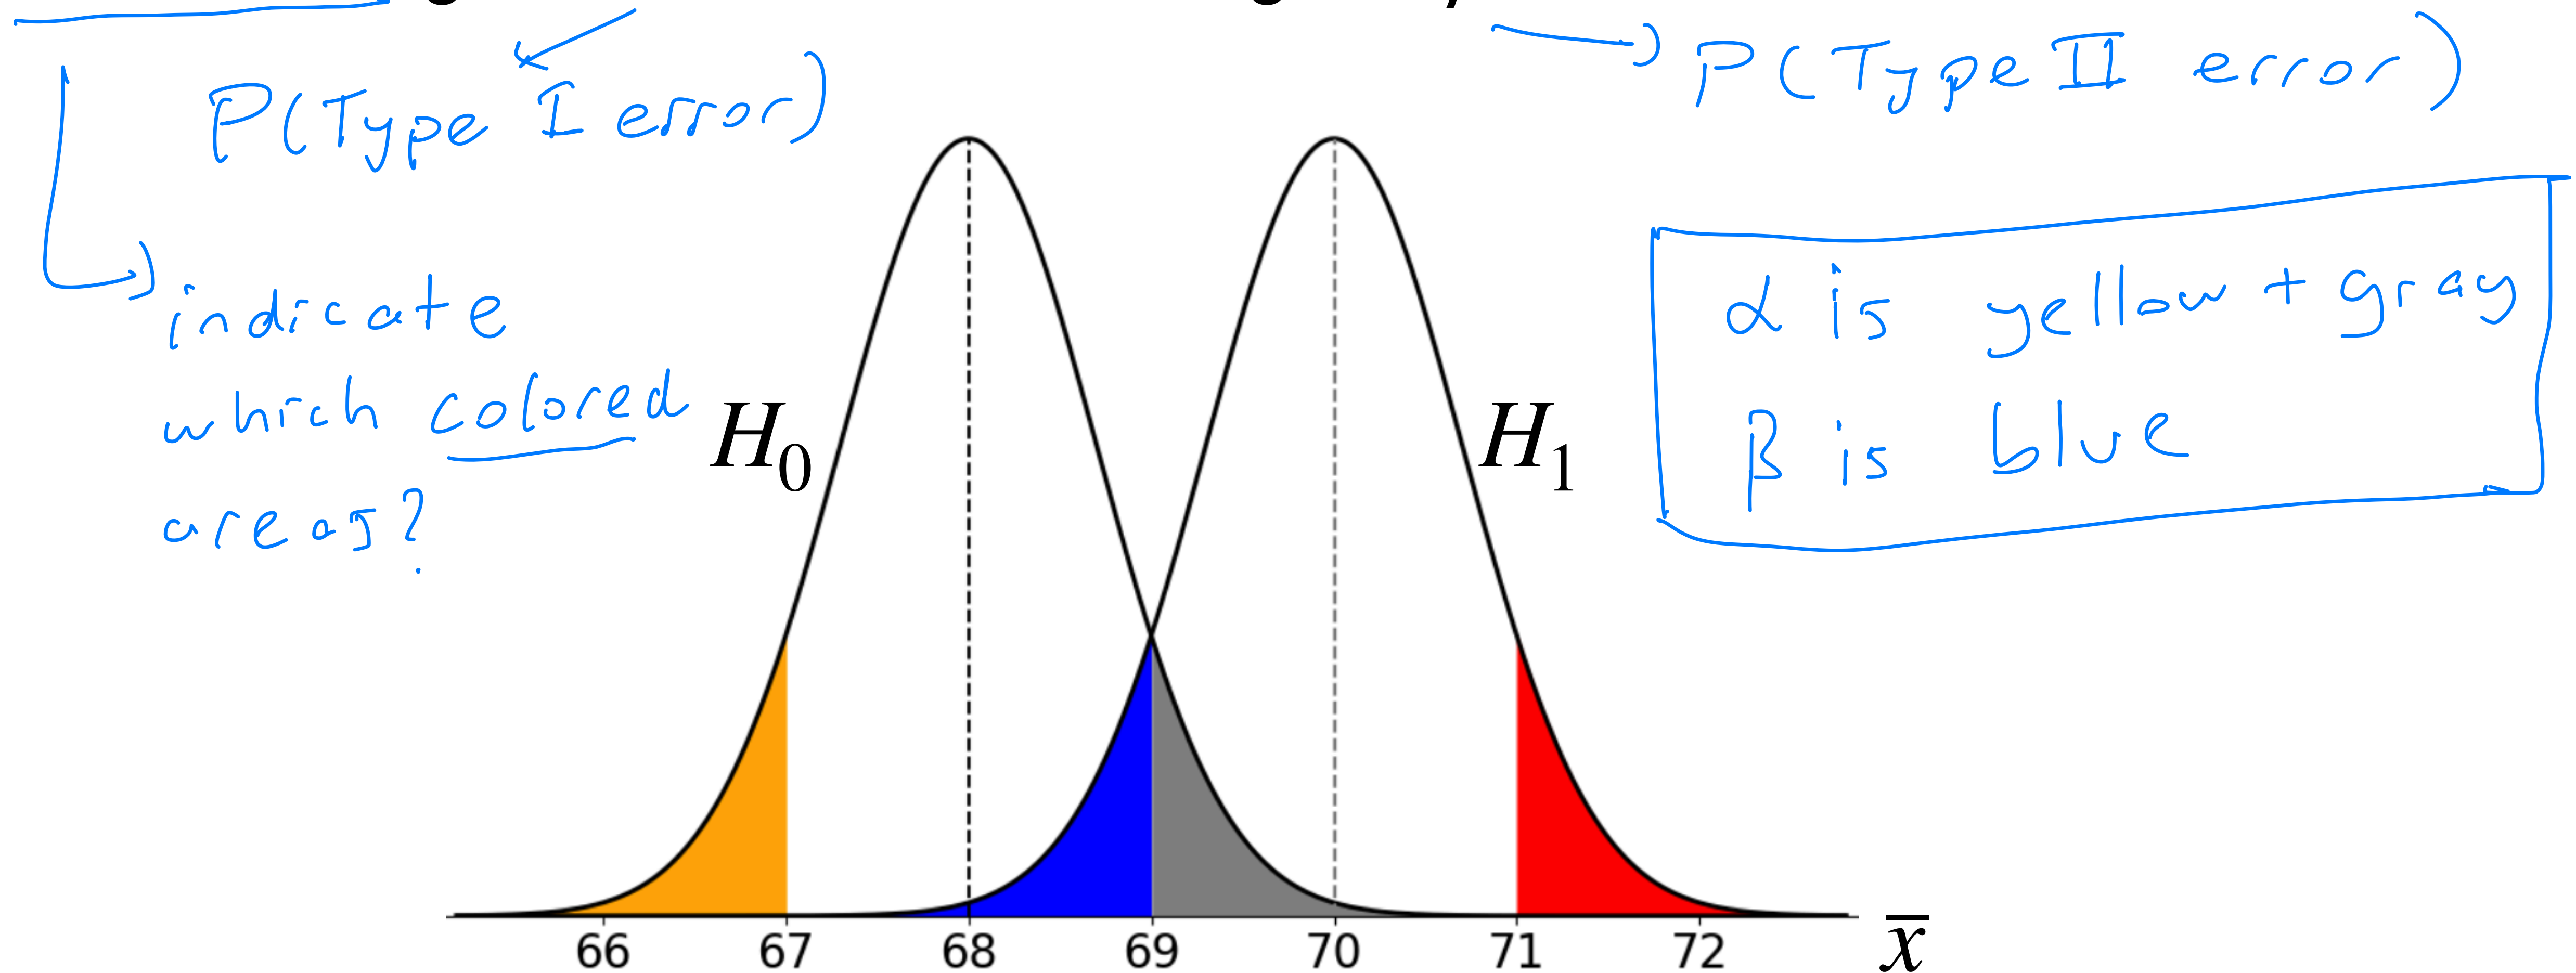 P(Type I error)
P(Type II error)
indicate
which colored
areas?
α is yellow + gray
β is blue
H₀
H₁
66 67 68 69 70 71 72 x̅